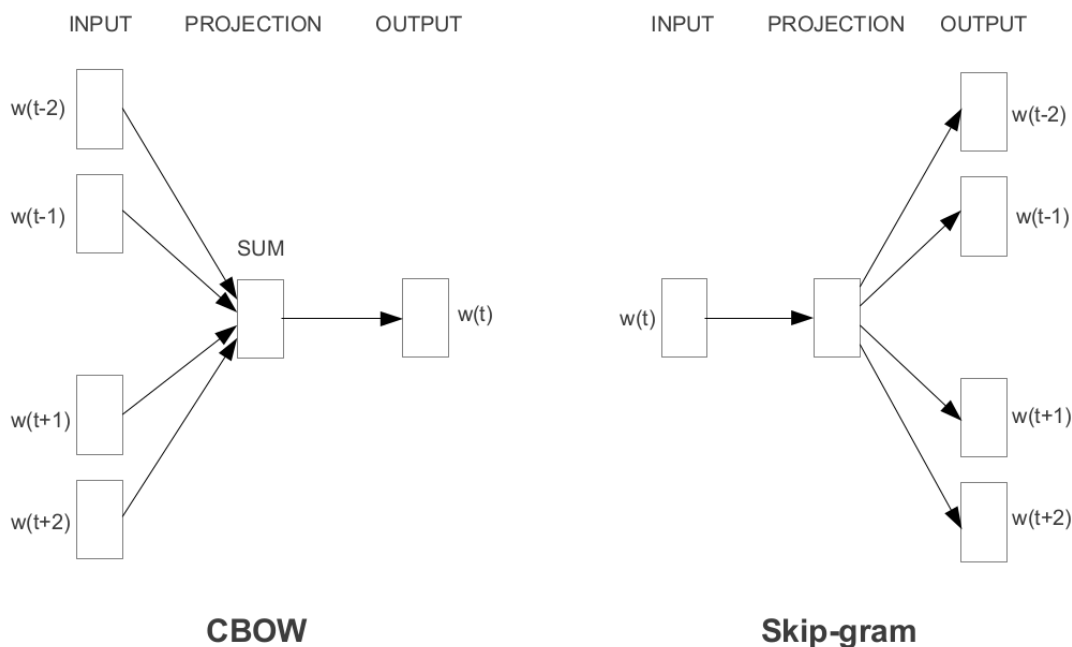 INPUT PROJECTION OUTPUT
w(t-2)
w(t-1)
SUM
w(t)
w(t+1)
w(t+2)
CBOW
INPUT PROJECTION OUTPUT
w(t-2)
w(t-1)
w(t)
w(t+1)
w(t+2)
Skip-gram